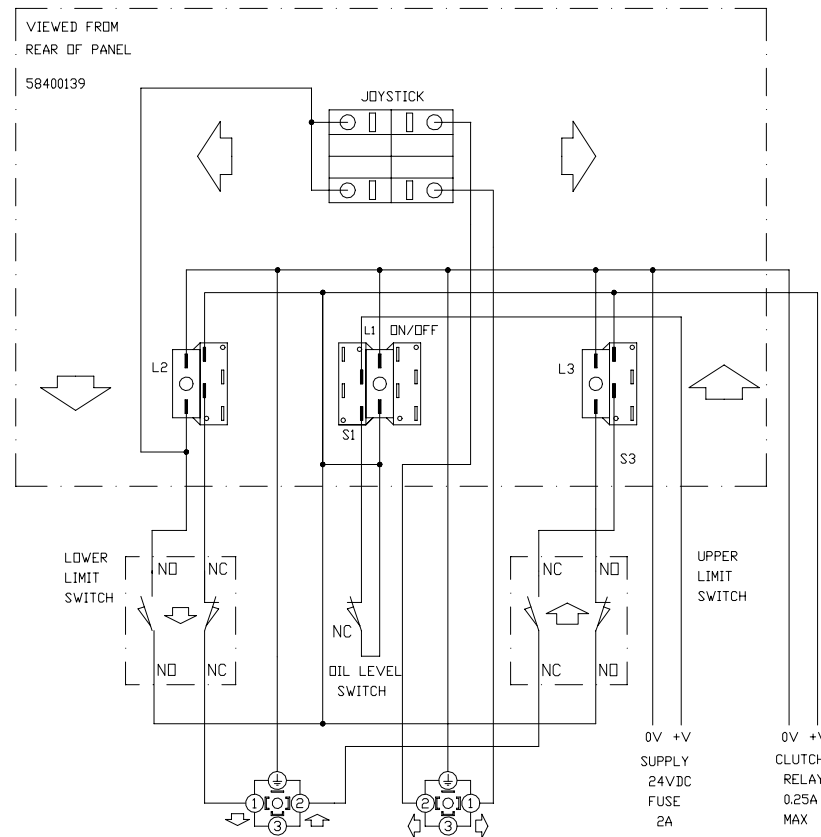 VIEWED FROM
REAR OF PANEL
58400139
JOYSTICK
L2
L1 ON/OFF
L3
S1
S3
LOWER
LIMIT
SWITCH
NO NC
NO NC
NC
OIL LEVEL
SWITCH
NC NO
NC NO
UPPER
LIMIT
SWITCH
0V +V
SUPPLY
24VDC
FUSE
2A
0V +V
CLUTCH
RELAY
0.25A
MAX
1 2
3
2 1
3